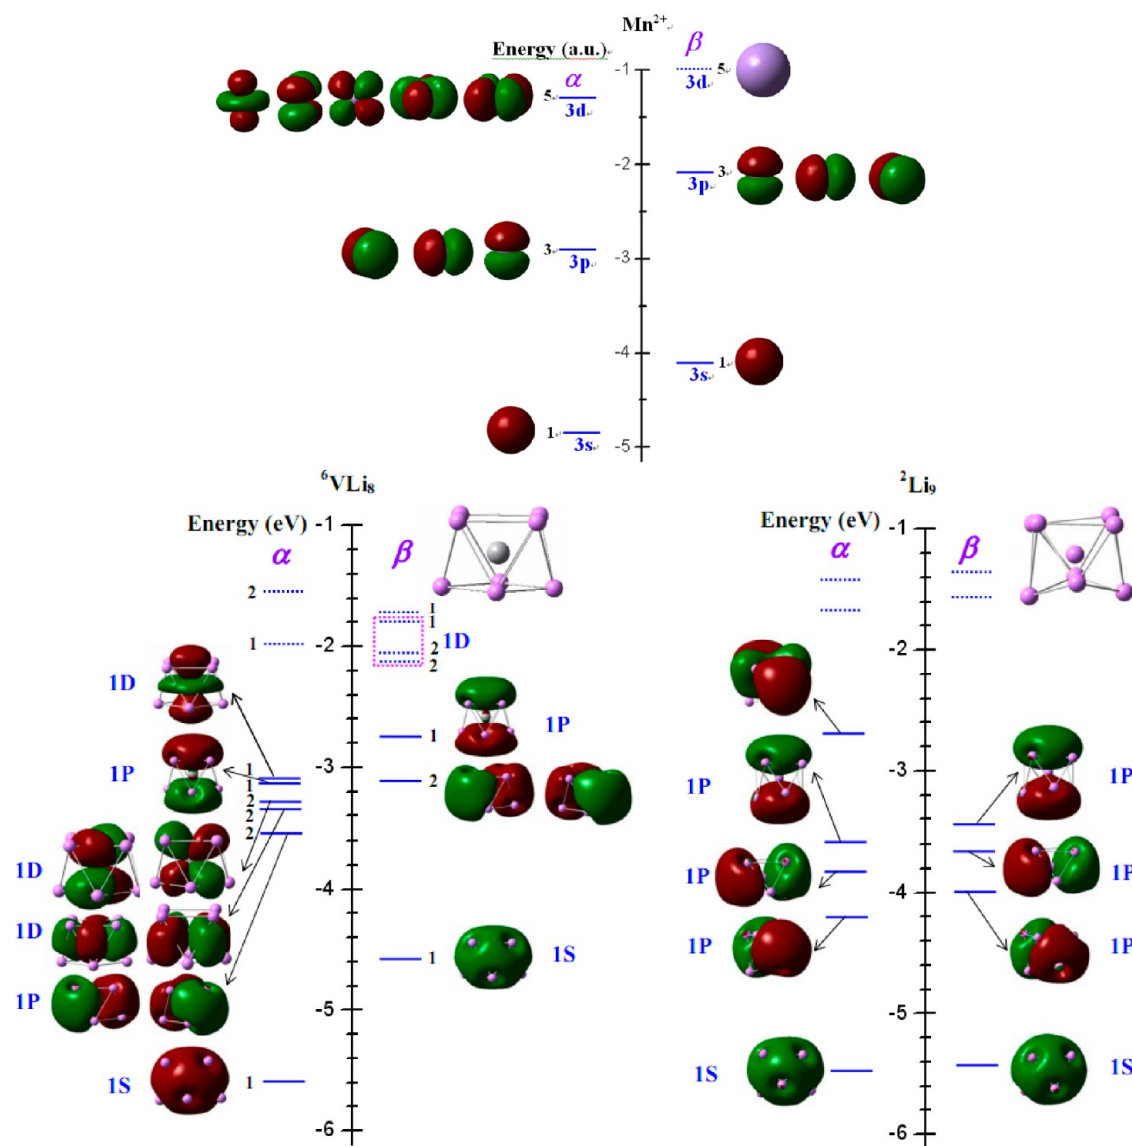 Mn²⁺
Energy (a.u.)
α
β
5 3d
-1
5
3d
-2
3p
3
3
3p
-3
-4
3s
1
1
3s
-5
⁶VLi₈
Energy (eV)
α
β
-1
2
1
1
1D
2
2
1
-2
1D
1P
1
1P
1
1
2
2
2
-3
2
1D
1D
1P
-4
1
1S
-5
1S
1
-6
²Li₉
Energy (eV)
α
β
-1
-2
-3
1P
1P
1P
1P
-4
1P
1P
-5
1S
1S
-6